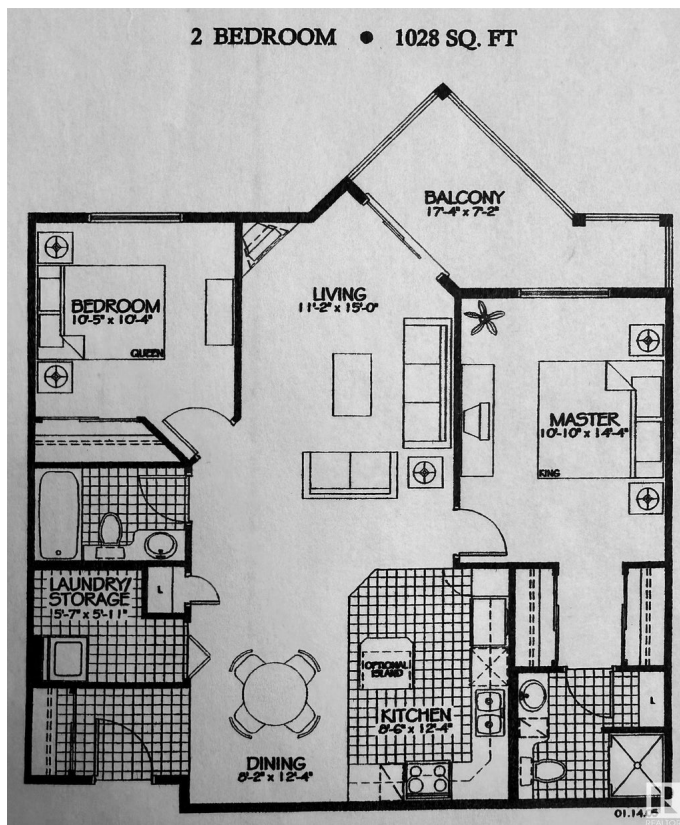 2 BEDROOM • 1028 SQ. FT
BALCONY
17'-4" x 7'-2"
LIVING
11'-2" x 15'-0"
BEDROOM
10'-5" x 10'-4"
QUEEN
MASTER
10'-10" x 14'-4"
KING
LAUNDRY/
STORAGE
5'-7" x 5'-11"
L
OPTIONAL
ISLAND
KITCHEN
8'-6" x 12'-4"
DINING
8'-2" x 12'-4"
L